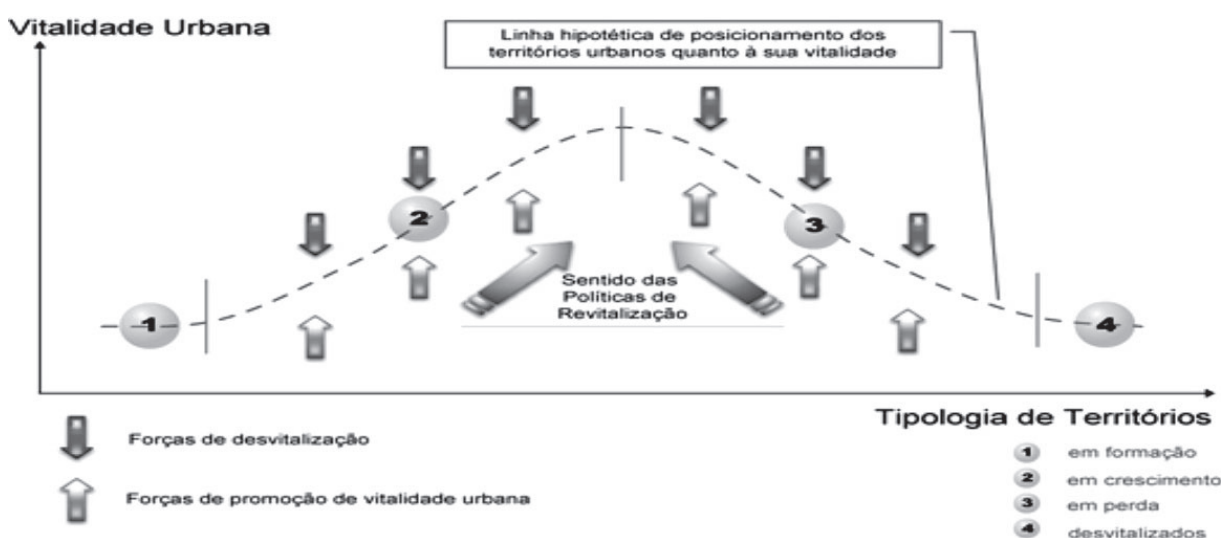 Vitalidade Urbana
Linha hipotética de posicionamento dos
territórios urbanos quanto à sua vitalidade
2
3
Sentido das
Políticas de
Revitalização
1
4
Tipologia de Territórios
Forças de desvitalização
Forças de promoção de vitalidade urbana
1 em formação
2 em crescimento
3 em perda
4 desvitalizados